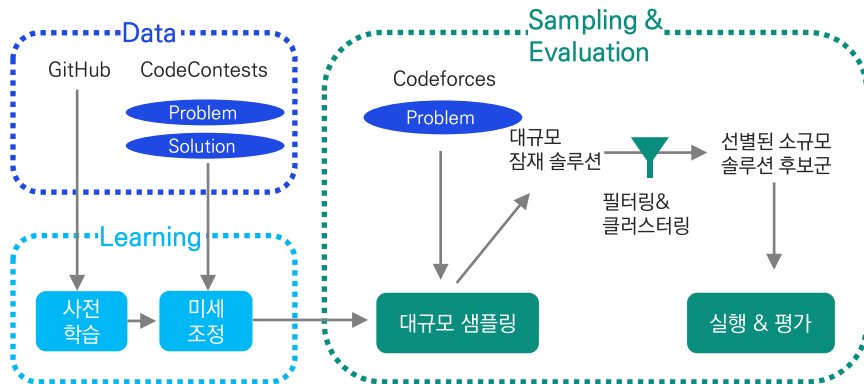 Data
GitHub
CodeContests
Problem
Solution
Learning
사전
학습
미세
조정
Sampling &
Evaluation
Codeforces
Problem
대규모
잠재 솔루션
필터링&
클러스터링
선별된 소규모
솔루션 후보군
대규모 샘플링
실행 & 평가